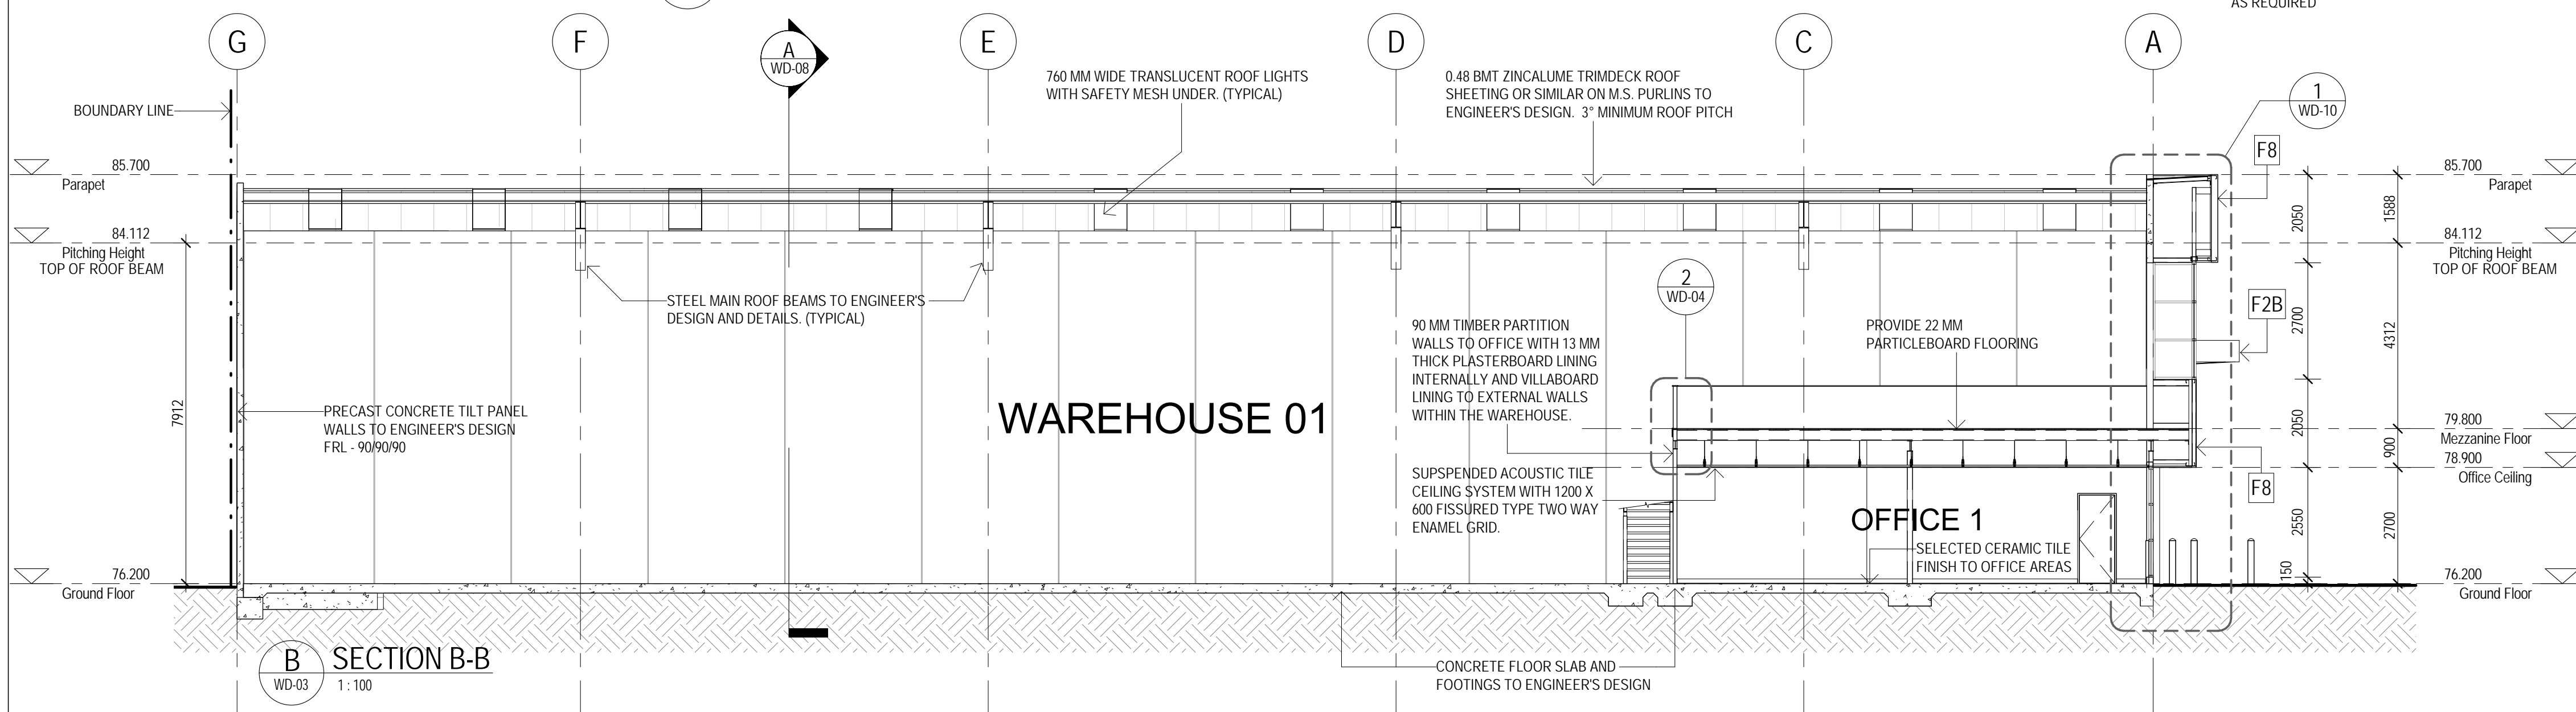 AS REQUIRED
G
F
A
WD-08
E
D
C
A
760 MM WIDE TRANSLUCENT ROOF LIGHTS
WITH SAFETY MESH UNDER. (TYPICAL)
0.48 BMT ZINCALUME TRIMDECK ROOF
SHEETING OR SIMILAR ON M.S. PURLINS TO
ENGINEER'S DESIGN. 3° MINIMUM ROOF PITCH
1
WD-10
BOUNDARY LINE
F8
85.700
Parapet
85.700
Parapet
84.112
Pitching Height
TOP OF ROOF BEAM
84.112
Pitching Height
TOP OF ROOF BEAM
2050
1588
STEEL MAIN ROOF BEAMS TO ENGINEER'S
DESIGN AND DETAILS. (TYPICAL)
2
WD-04
F2B
90 MM TIMBER PARTITION
WALLS TO OFFICE WITH 13 MM
THICK PLASTERBOARD LINING
INTERNALLY AND VILLABOARD
LINING TO EXTERNAL WALLS
WITHIN THE WAREHOUSE.
PROVIDE 22 MM
PARTICLEBOARD FLOORING
2700
4312
7912
PRECAST CONCRETE TILT PANEL
WALLS TO ENGINEER'S DESIGN
FRL - 90/90/90
WAREHOUSE 01
79.800
Mezzanine Floor
2050
900
78.900
Office Ceiling
SUPSPENDED ACOUSTIC TILE
CEILING SYSTEM WITH 1200 X
600 FISSURED TYPE TWO WAY
ENAMEL GRID.
F8
OFFICE 1
2550
2700
SELECTED CERAMIC TILE
FINISH TO OFFICE AREAS
150
76.200
Ground Floor
76.200
Ground Floor
B
WD-03
SECTION B-B
1 : 100
CONCRETE FLOOR SLAB AND
FOOTINGS TO ENGINEER'S DESIGN